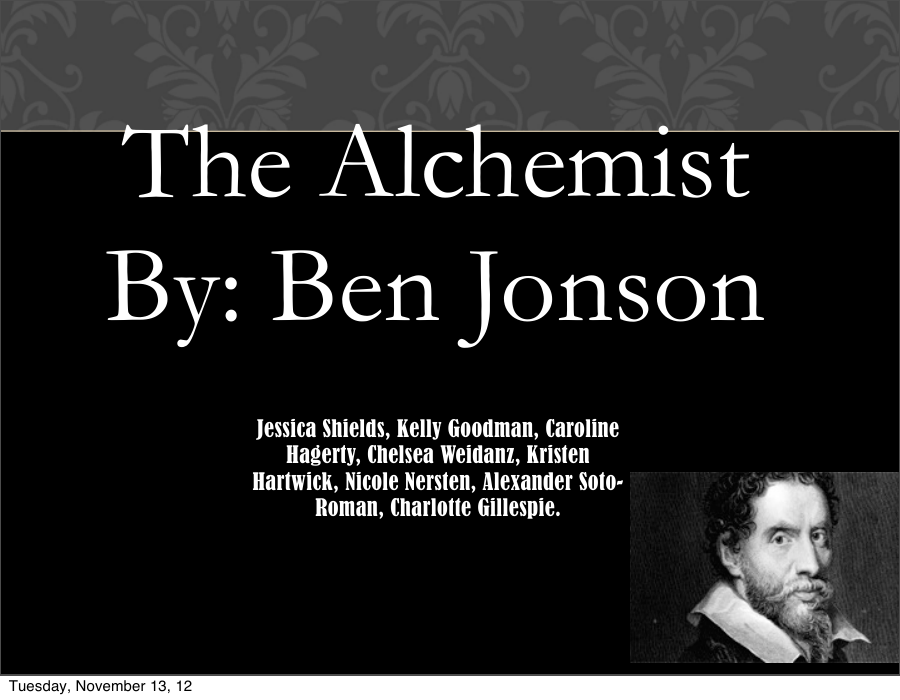 The Alchemist
By: Ben Jonson
Jessica Shields, Kelly Goodman, Caroline
Hagerty, Chelsea Weidanz, Kristen
Hartwick, Nicole Nersten, Alexander Soto-
Roman, Charlotte Gillespie.
Tuesday, November 13, 12